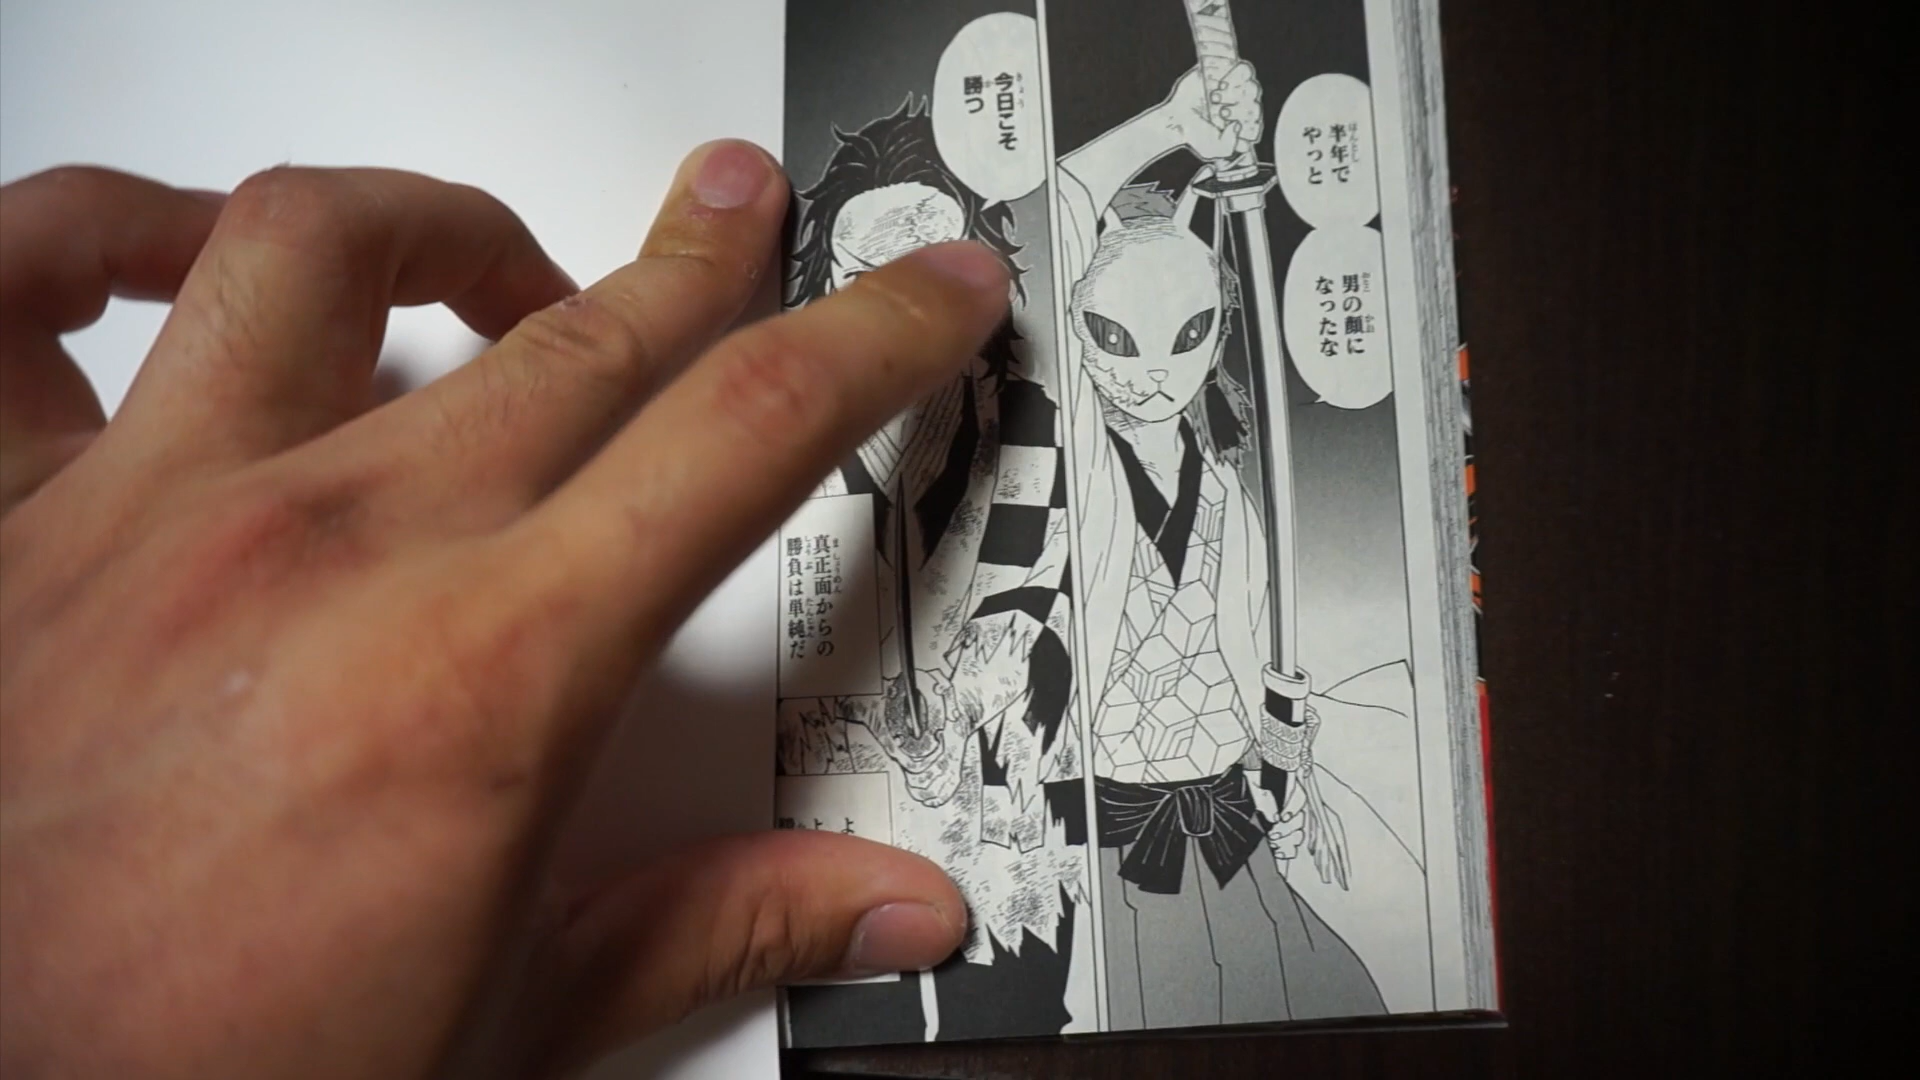 半年で
やっと
男の顔に
なったな
今日こそ
勝つ
真正面からの
勝負は単純だ